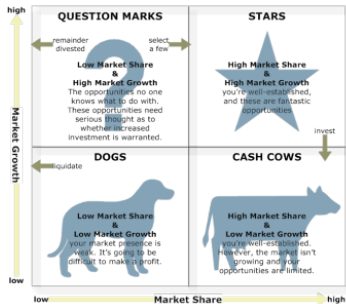 high
QUESTION MARKS
STARS
remainder
divested
select
a few
Low Market Share
&
High Market Growth
The opportunities no one
knows what to do with.
These opportunities need
serious thought as to
whether increased
investment is warranted.
High Market Share
&
High Market Growth
you're well-established,
and these are fantastic
opportunities
invest
Market Growth
DOGS
CASH COWS
liquidate
Low Market Share
&
Low Market Growth
your market presence is
weak. It's going to be
difficult to make a profit.
High Market Share
&
Low Market Growth
you're well-established.
However, the market isn't
growing and your
opportunities are limited.
low
low
Market Share
high